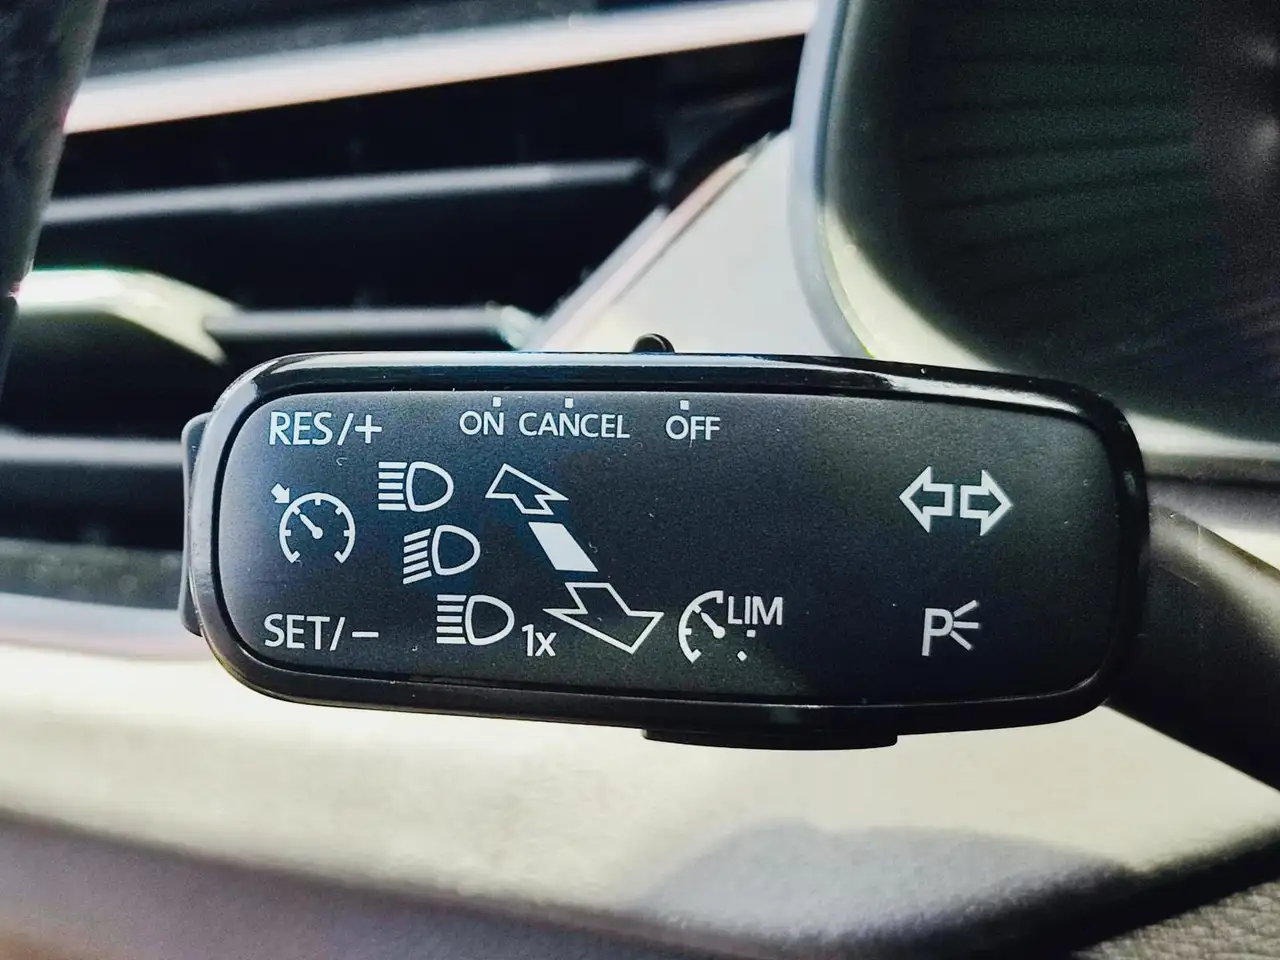 RES/+ ON CANCEL OFF
SET/− 1x LIM P